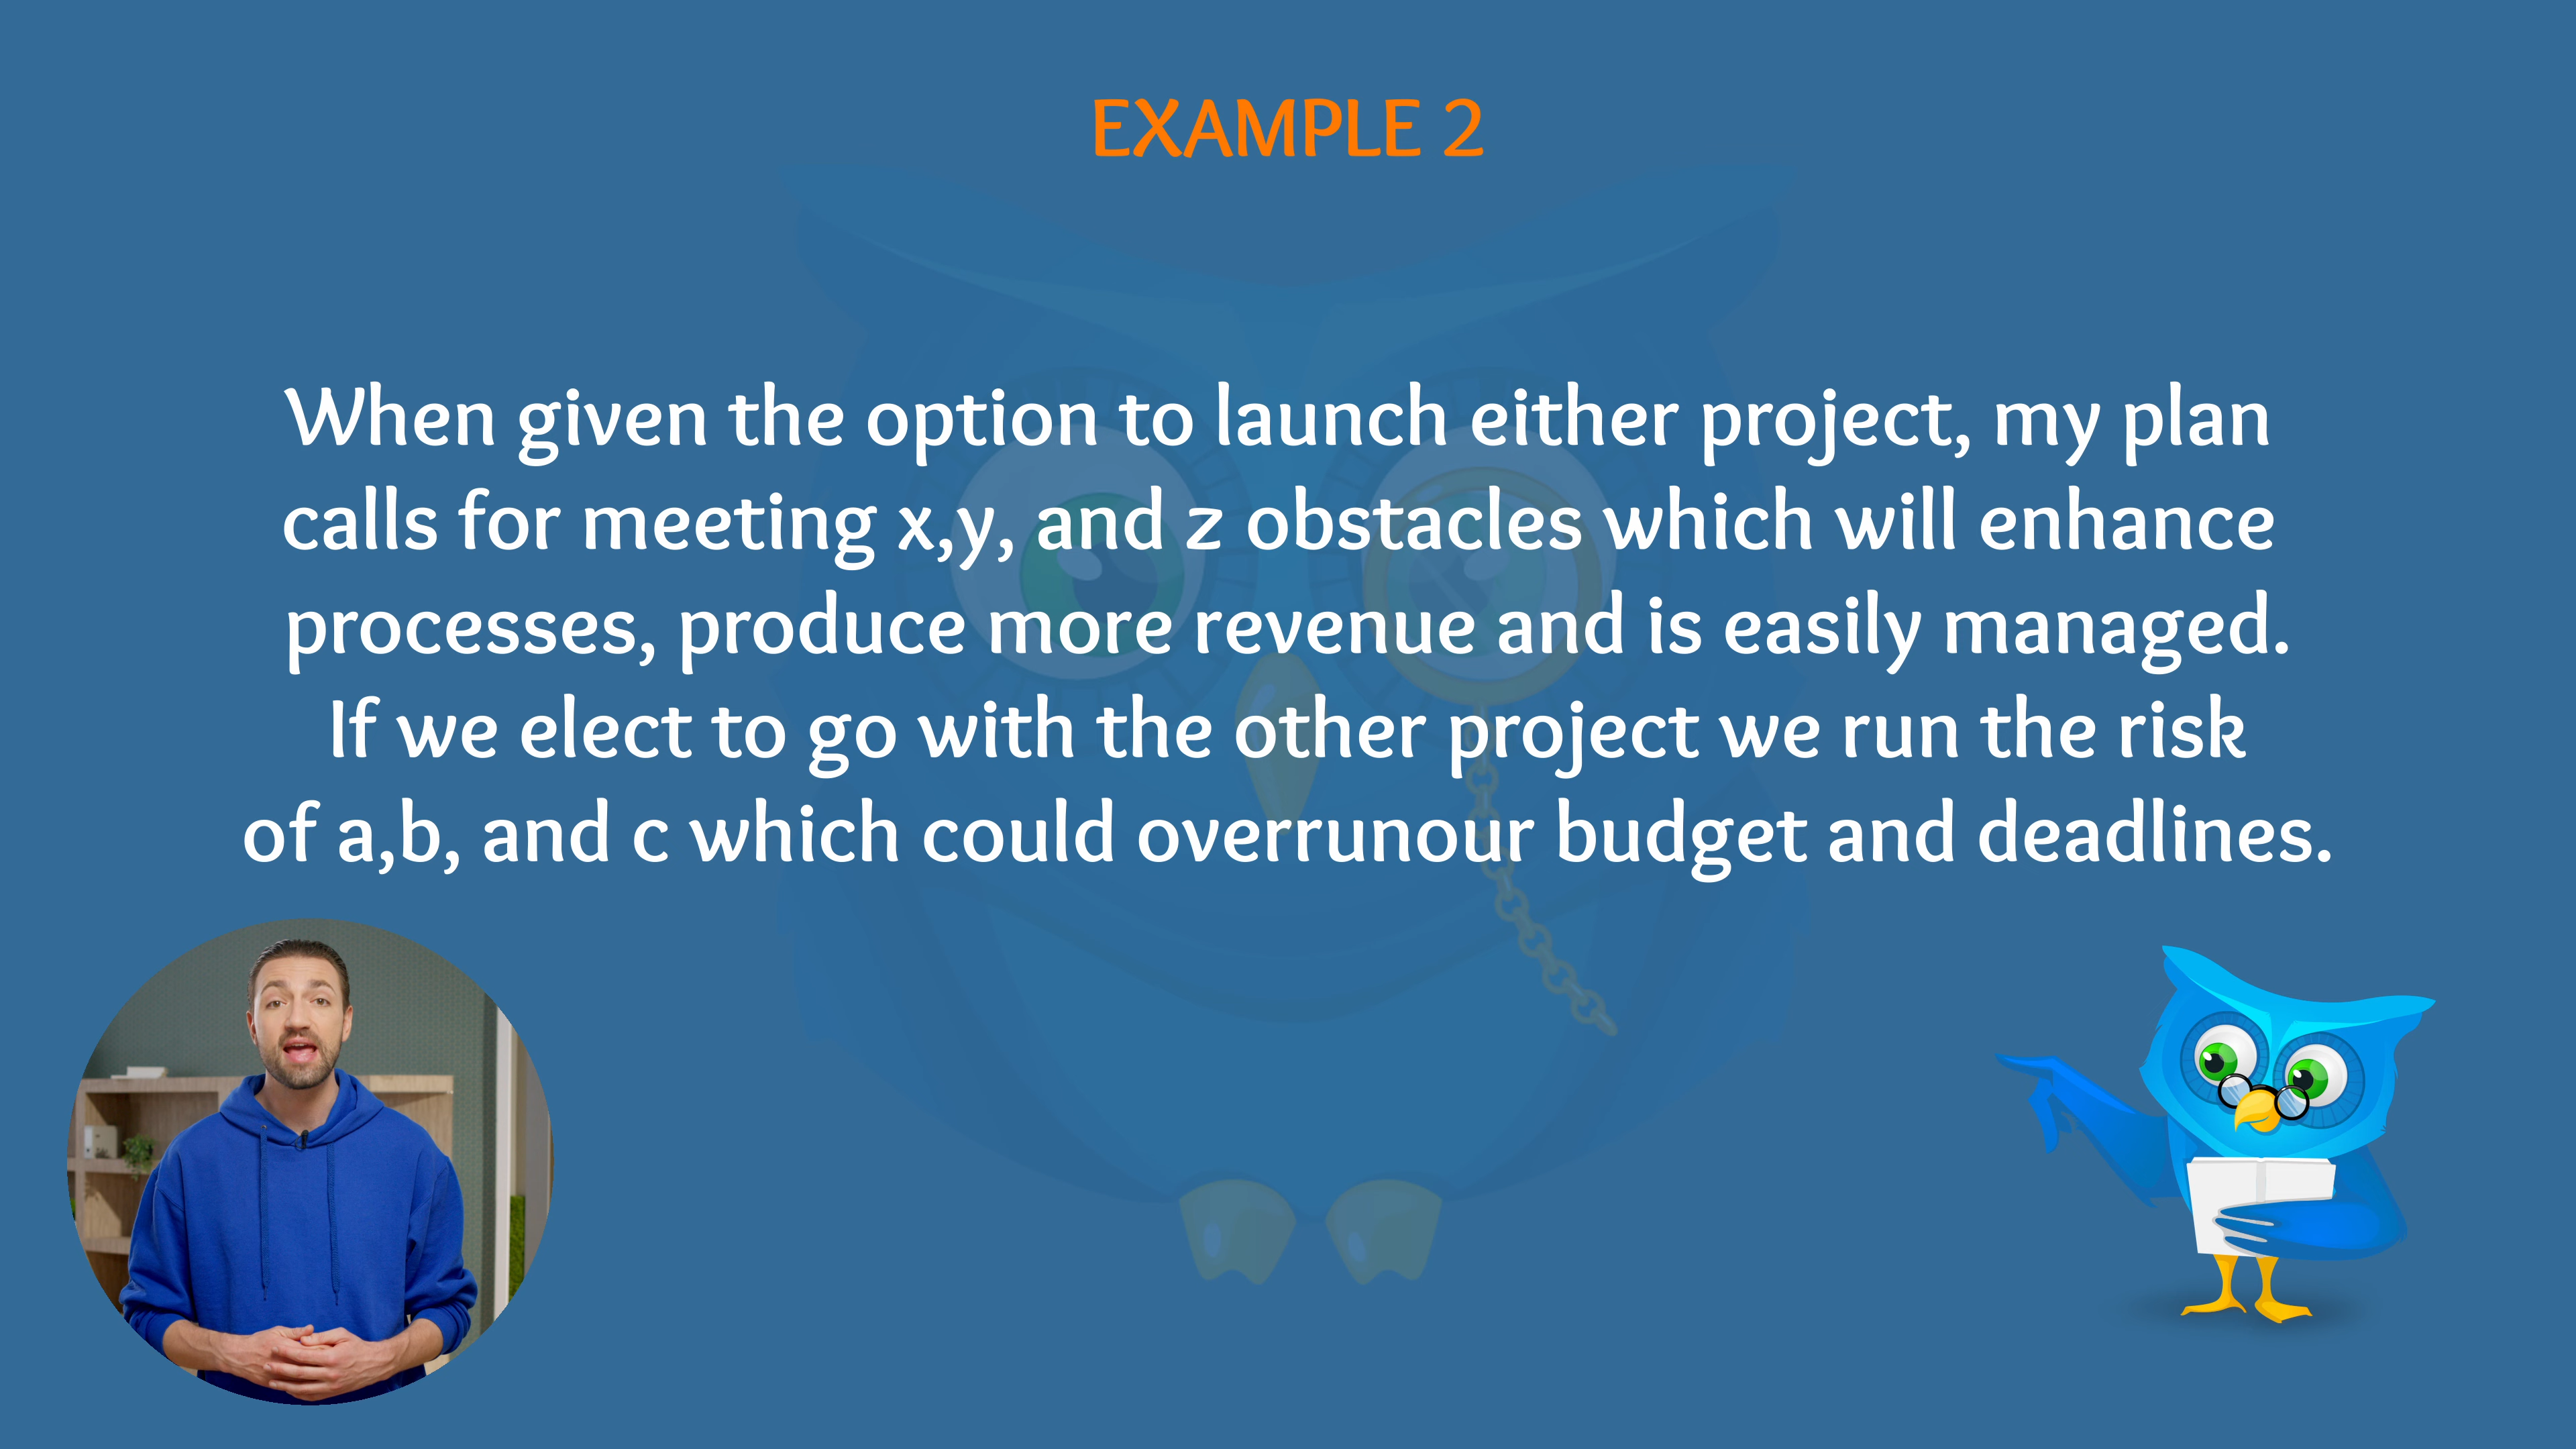 EXAMPLE 2
When given the option to launch either project, my plan
calls for meeting x,y, and z obstacles which will enhance
processes, produce more revenue and is easily managed.
If we elect to go with the other project we run the risk
of a,b, and c which could overrunour budget and deadlines.